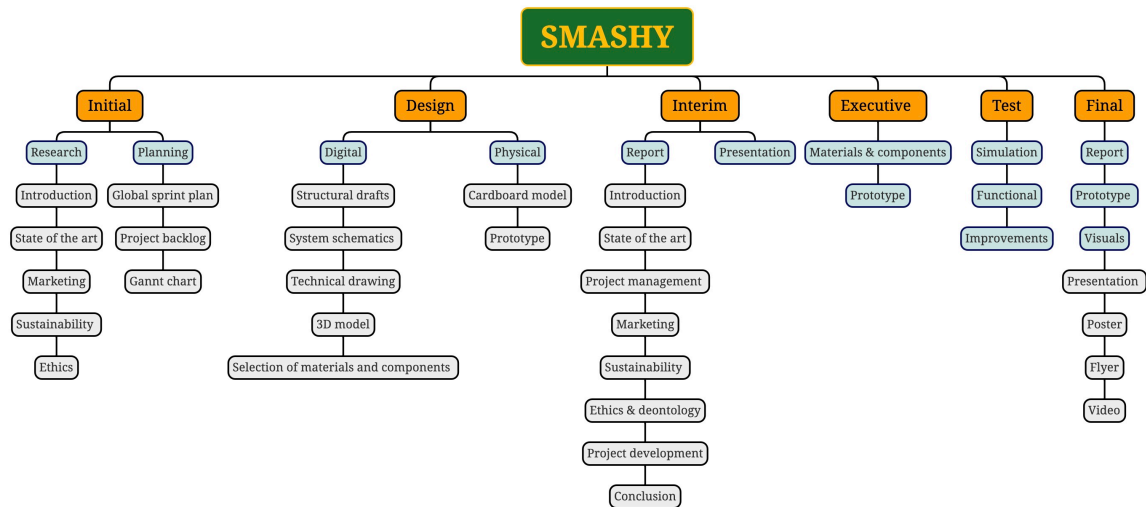 SMASHY
Initial
Design
Interim
Executive
Test
Final
Research
Planning
Digital
Physical
Report
Presentation
Materials & components
Simulation
Report
Introduction
Global sprint plan
Structural drafts
Cardboard model
Introduction
Prototype
Functional
Prototype
State of the art
Project backlog
System schematics
Prototype
State of the art
Improvements
Visuals
Marketing
Gannt chart
Technical drawing
Project management
Presentation
Sustainability
3D model
Marketing
Poster
Ethics
Selection of materials and components
Sustainability
Flyer
Ethics & deontology
Video
Project development
Conclusion